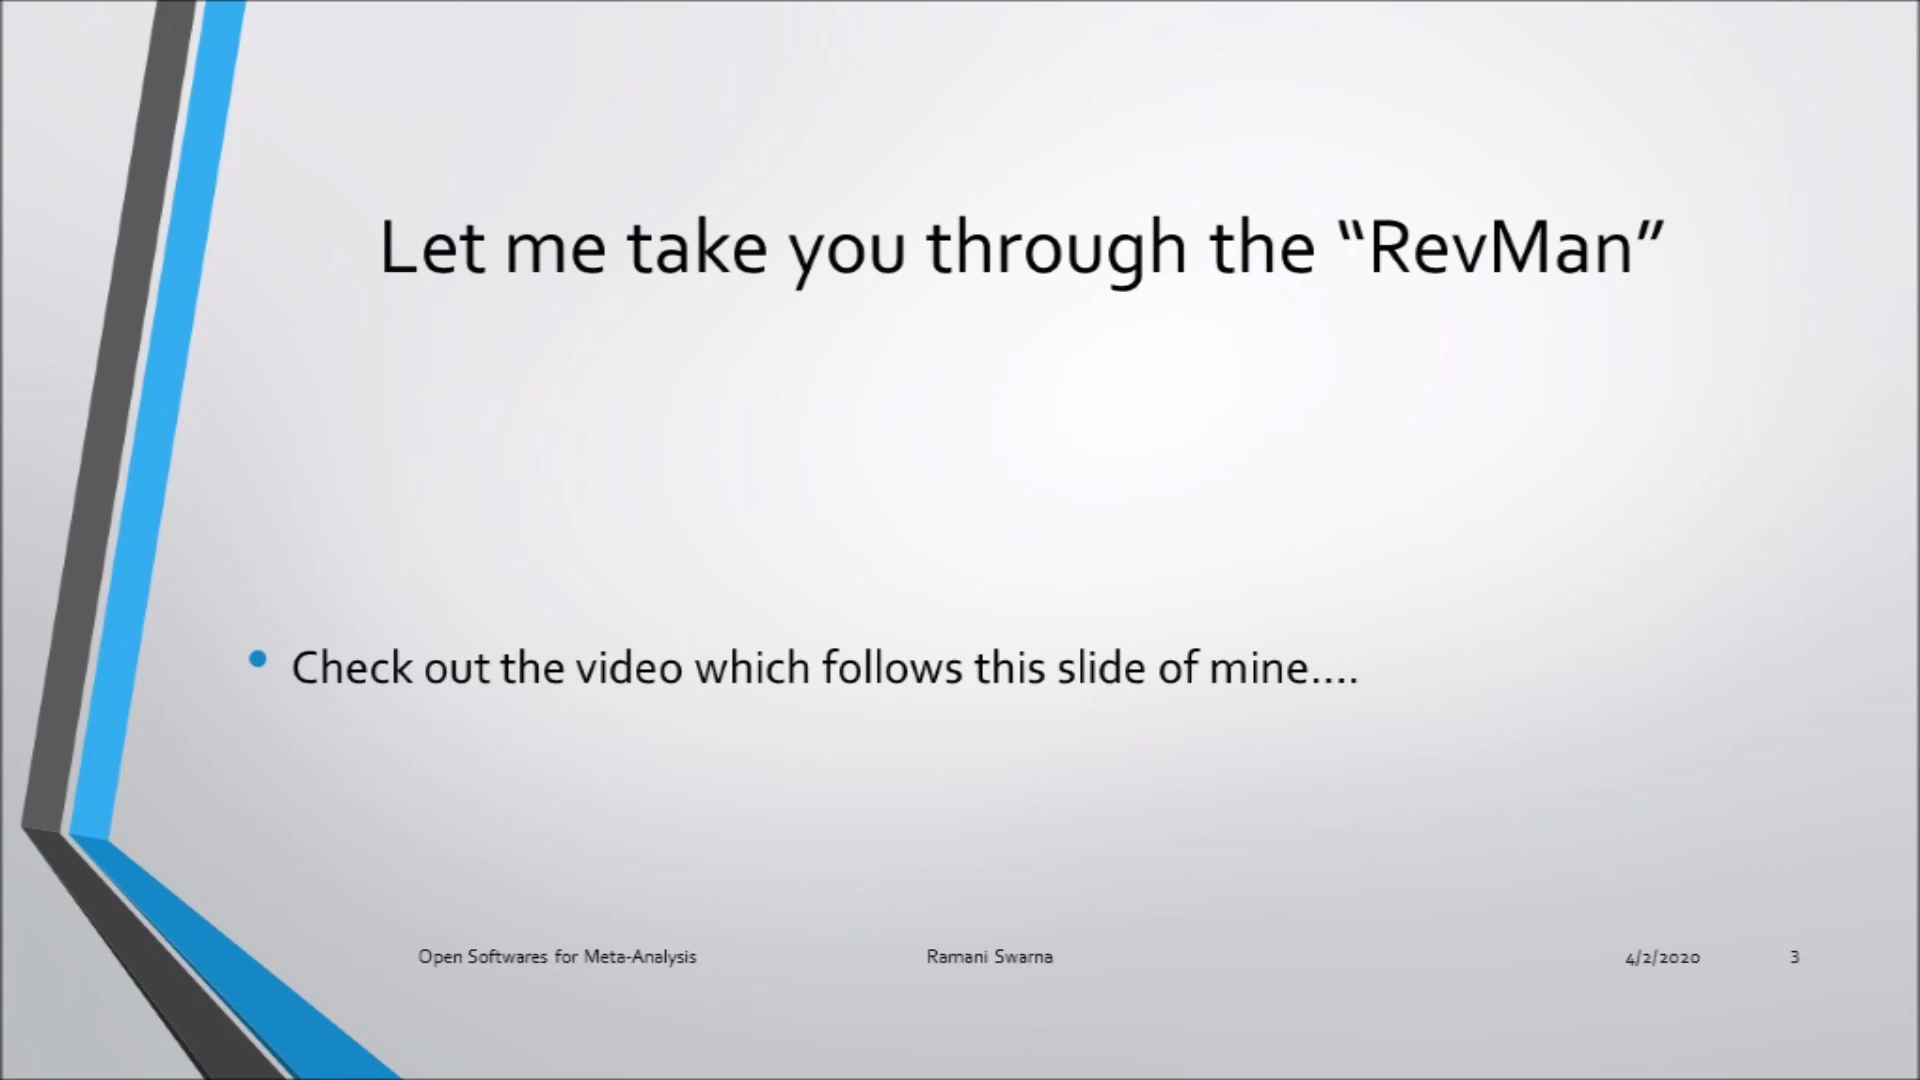 Let me take you through the “RevMan”
• Check out the video which follows this slide of mine....
Open Softwares for Meta-Analysis Ramani Swarna 4/2/2020 3